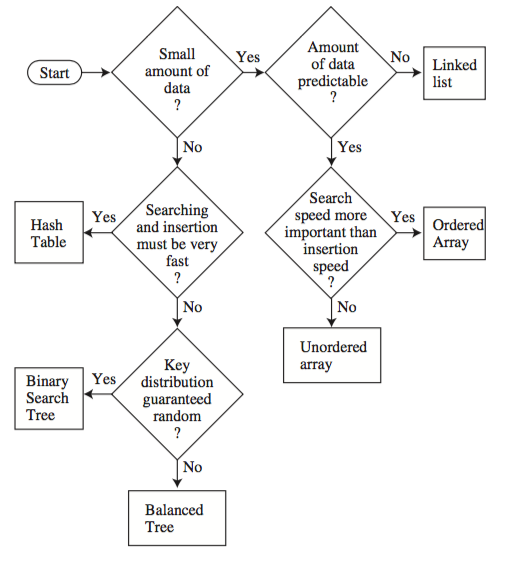 Start
Small
amount of
data
?
Yes
Amount
of data
predictable
?
No
Linked
list
No
Yes
Hash
Table
Yes
Searching
and insertion
must be very
fast
?
Search
speed more
important than
insertion
speed
?
Yes
Ordered
Array
No
No
Unordered
array
Binary
Search
Tree
Yes
Key
distribution
guaranteed
random
?
No
Balanced
Tree